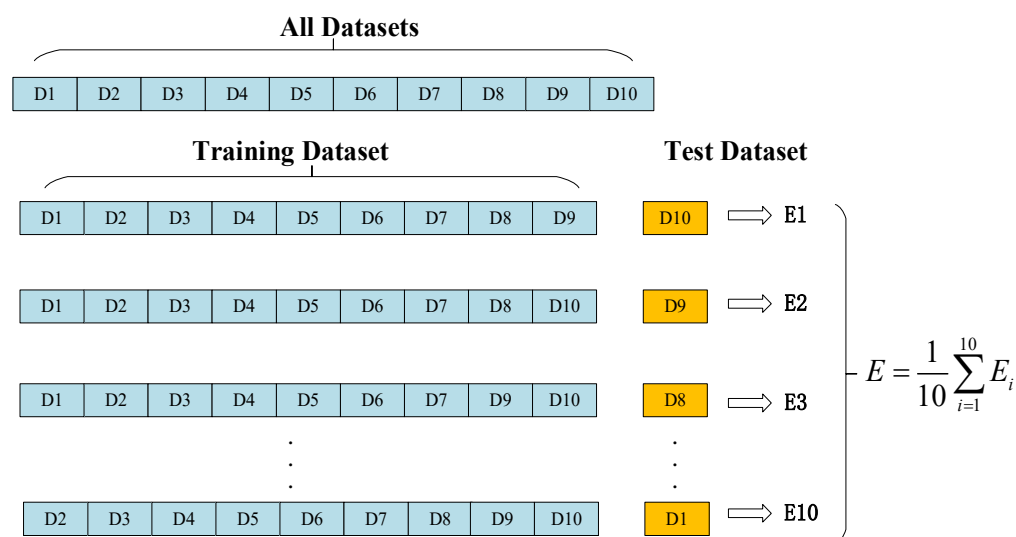 All Datasets
D1 D2 D3 D4 D5 D6 D7 D8 D9 D10
Training Dataset Test Dataset
D1 D2 D3 D4 D5 D6 D7 D8 D9 D10 E1
D1 D2 D3 D4 D5 D6 D7 D8 D10 D9 E2
E = 1/10 \sum_{i=1}^{10} E_i
D1 D2 D3 D4 D5 D6 D7 D9 D10 D8 E3
D2 D3 D4 D5 D6 D7 D8 D9 D10 D1 E10